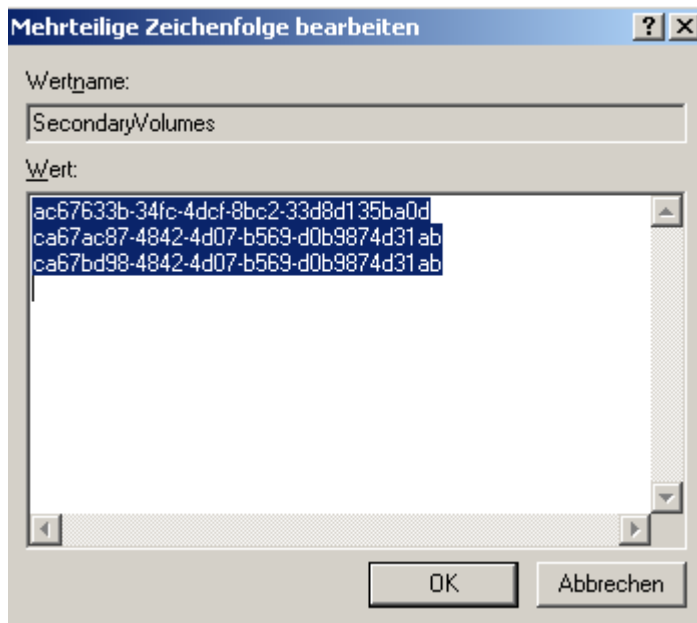 Mehrteilige Zeichenfolge bearbeiten
Wertname:
SecondaryVolumes
Wert:
ac67633b-34fc-4dcf-8bc2-33d8d135ba0d
ca67ac87-4842-4d07-b569-d0b9874d31ab
ca67bd98-4842-4d07-b569-d0b9874d31ab
OK
Abbrechen